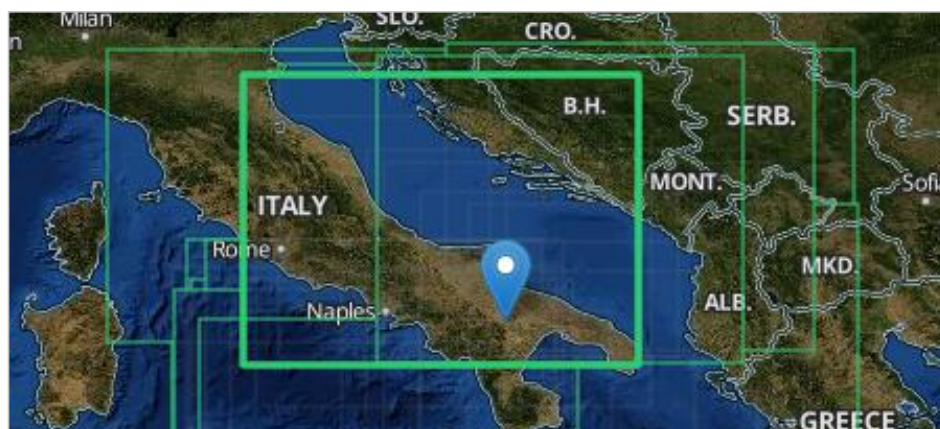 Milan
SLO.
CRO.
n
B.H.
SERB.
MONT.
Sofi
ITALY
Rome
MKD.
Naples
ALB.
GREECE